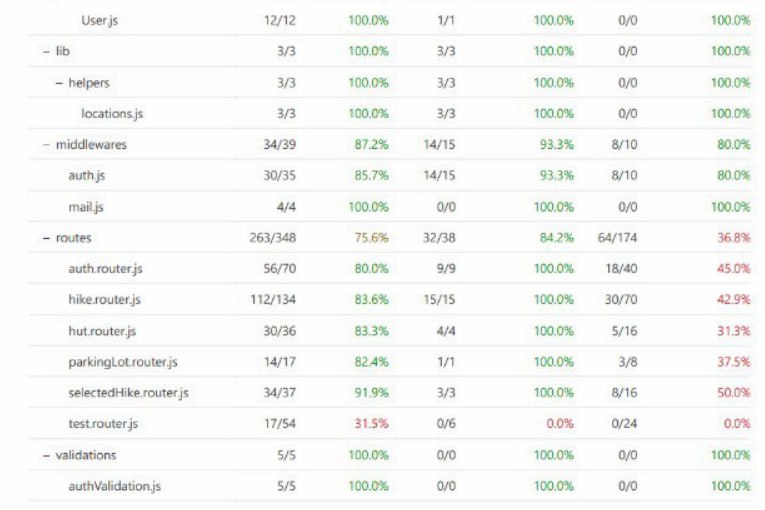 User.js 12/12 100.0% 1/1 100.0% 0/0 100.0%
– lib 3/3 3/3 100.0% 0/0 100.0%
– helpers 3/3 100.0% 3/3 100.0% 0/0 100.0%
locations.js 3/3 100.0% 3/3 100.0% 0/0 100.0%
– middlewares 34/39 87.2% 14/15 93.3% 8/10 80.0%
auth.js 30/35 85.7% 14/15 93.3% 8/10 80.0%
mail.js 4/4 100.0% 0/0 100.0% 0/0 100.0%
– routes 263/348 75.6% 32/38 84.2% 64/174 36.8%
auth.router.js 56/70 80.0% 9/9 100.0% 18/40 45.0%
hike.router.js 112/134 83.6% 15/15 100.0% 30/70 42.9%
hut.router.js 30/36 83.3% 4/4 100.0% 5/16 31.3%
parkingLot.router.js 14/17 82.4% 1/1 100.0% 3/8 37.5%
selectedHike.router.js 34/37 91.9% 3/3 100.0% 8/16 50.0%
test.router.js 17/54 31.5% 0/6 0.0% 0/24 0.0%
– validations 5/5 100.0% 0/0 100.0% 0/0 100.0%
authValidation.js 5/5 100.0% 0/0 100.0% 0/0 100.0%